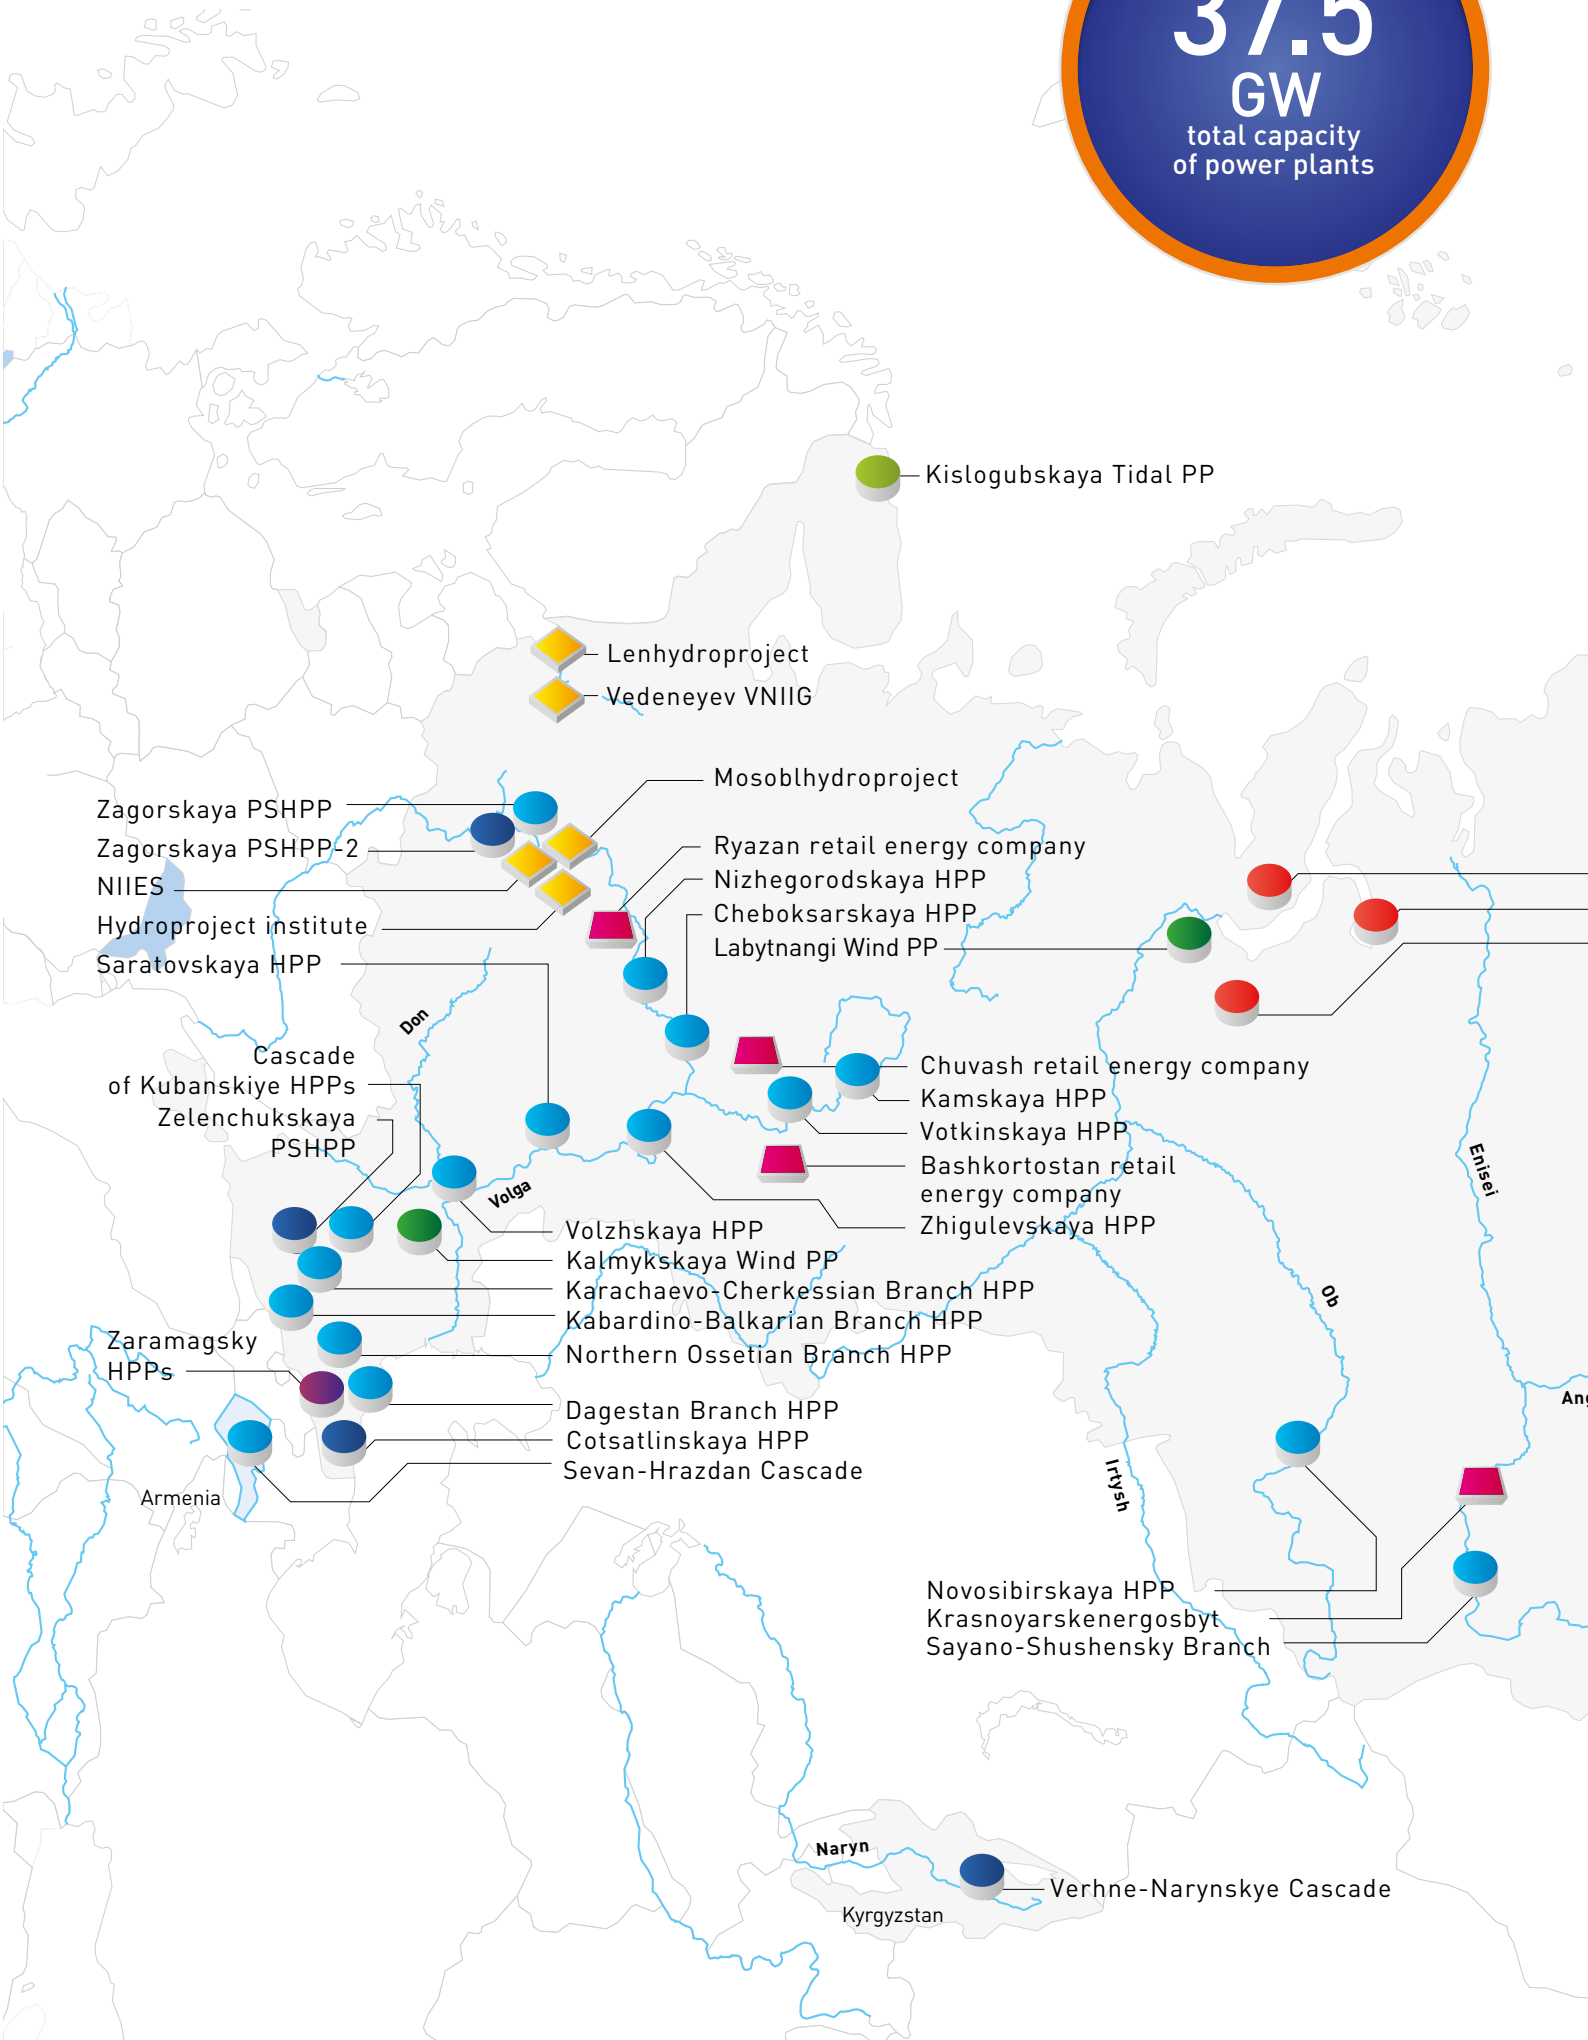 37.5
GW
total capacity
of power plants
Kislogubskaya Tidal PP
Lenhydroproject
Vedeneyev VNIIG
Mosoblhydroproject
Zagorskaya PSHPP
Zagorskaya PSHPP-2
NIIES
Hydroproject institute
Saratovskaya HPP
Ryazan retail energy company
Nizhegorodskaya HPP
Cheboksarskaya HPP
Labytnangi Wind PP
Don
Cascade
of Kubanskiye HPPs
Zelenchukskaya
PSHPP
Chuvash retail energy company
Kamskaya HPP
Votkinskaya HPP
Bashkortostan retail
energy company
Zhigulevskaya HPP
Enisei
Volga
Volzhskaya HPP
Kalmykskaya Wind PP
Karachaevo-Cherkessian Branch HPP
Kabardino-Balkarian Branch HPP
Northern Ossetian Branch HPP
Zaramagsky
HPPs
Dagestan Branch HPP
Cotsatlinskaya HPP
Sevan-Hrazdan Cascade
Armenia
Ob
Ang
Irtysh
Novosibirskaya HPP
Krasnoyarskenergosbyt
Sayano-Shushensky Branch
Naryn
Verhne-Narynskye Cascade
Kyrgyzstan